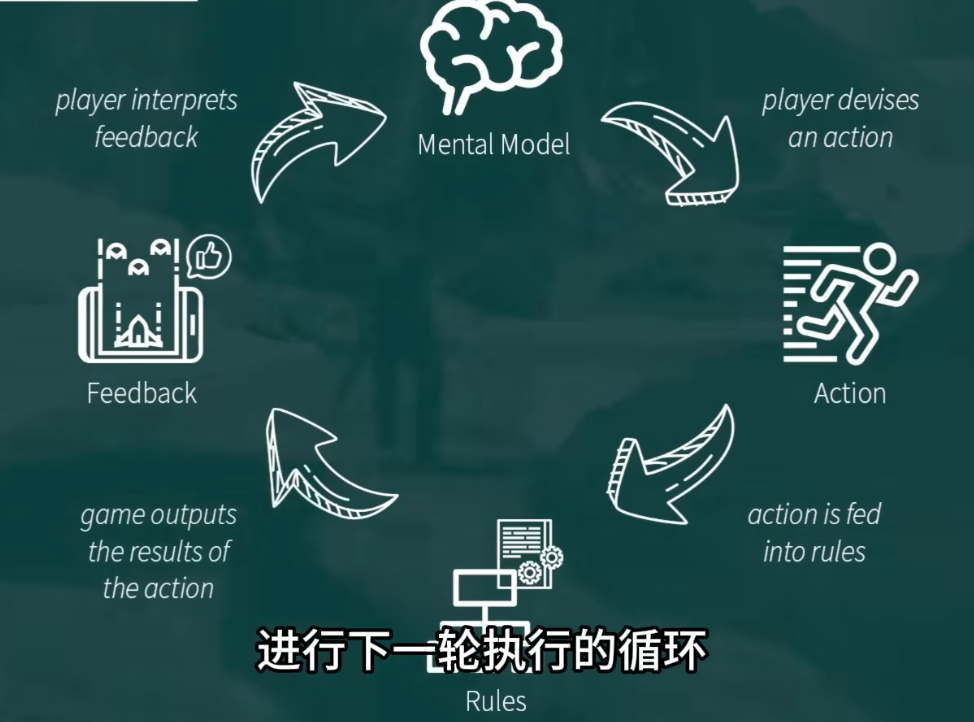 player interprets
feedback
Mental Model
player devises
an action
Feedback
Action
game outputs
the results of
the action
action is fed
into rules
进行下一轮执行的循环
Rules